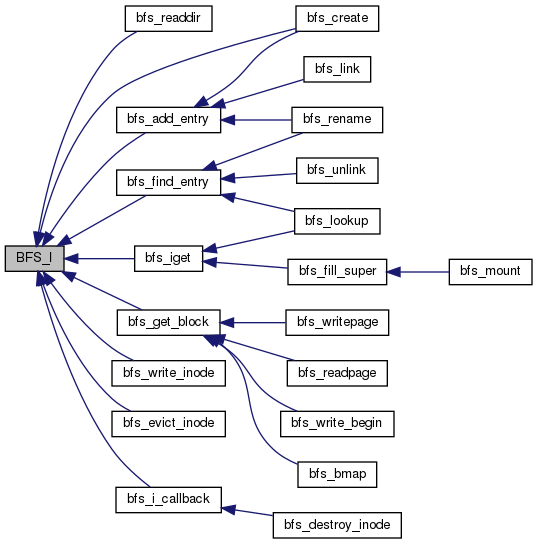 bfs_readdir
bfs_create
bfs_link
bfs_add_entry
bfs_rename
bfs_unlink
bfs_find_entry
bfs_lookup
BFS_I
bfs_iget
bfs_fill_super
bfs_mount
bfs_get_block
bfs_writepage
bfs_write_inode
bfs_readpage
bfs_evict_inode
bfs_write_begin
bfs_bmap
bfs_i_callback
bfs_destroy_inode